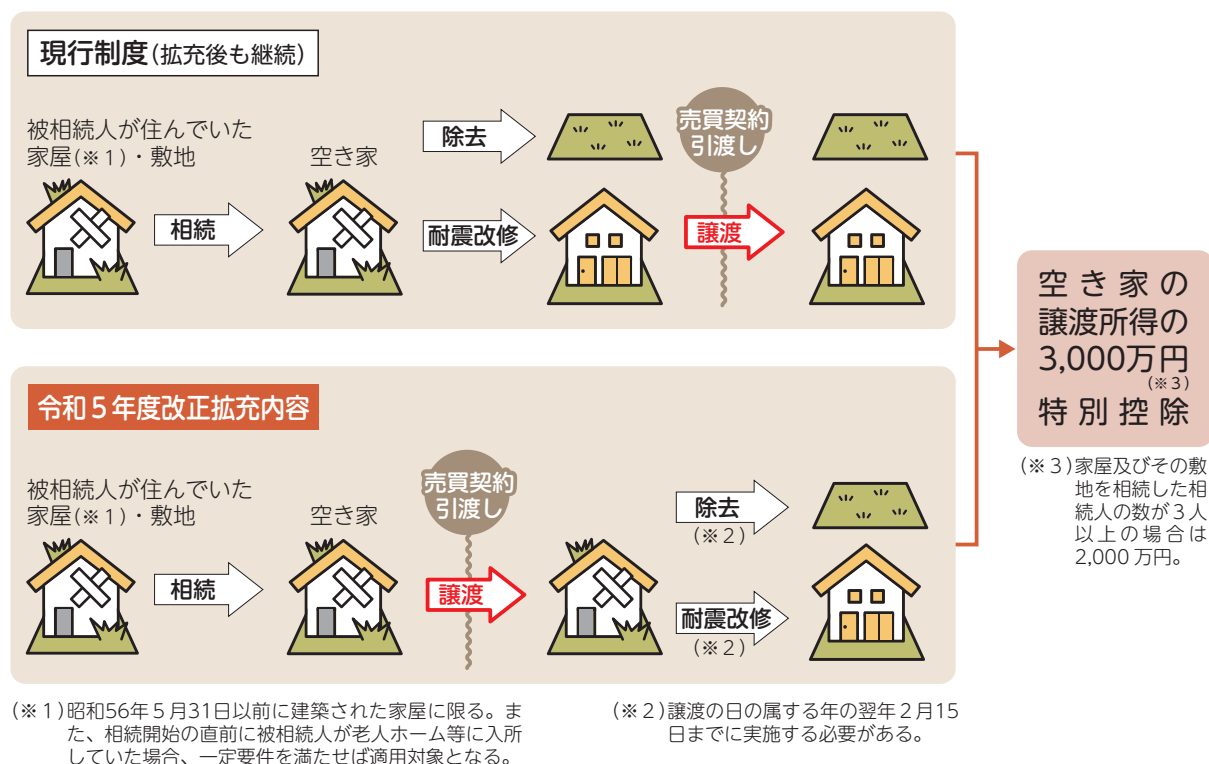 現行制度(拡充後も継続)
被相続人が住んでいた
家屋(※1)・敷地
相続
空き家
除去
耐震改修
売買契約
引渡し
譲渡
令和5年度改正拡充内容
被相続人が住んでいた
家屋(※1)・敷地
相続
空き家
売買契約
引渡し
譲渡
除去
(※2)
耐震改修
(※2)
空き家の
譲渡所得の
3,000万円
(※3)
特別控除
(※3)家屋及びその敷
地を相続した相
続人の数が3人
以上の場合は
2,000万円。
(※1)昭和56年5月31日以前に建築された家屋に限る。ま
た、相続開始の直前に被相続人が老人ホーム等に入所
していた場合、一定要件を満たせば適用対象となる。
(※2)譲渡の日の属する年の翌年2月15
日までに実施する必要がある。